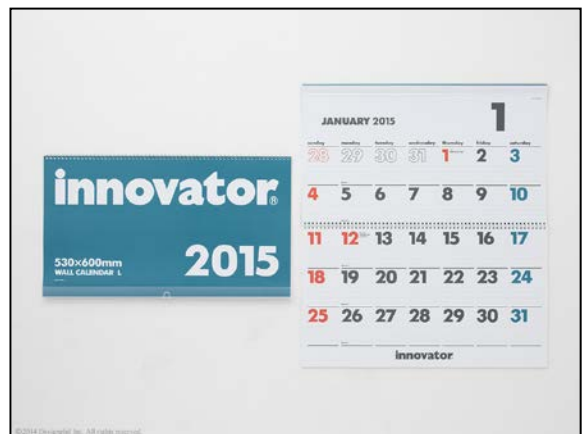 innovator®
2015
530×600mm
WALL CALENDAR L
1
JANUARY 2015
sunday monday tuesday wednesday thursday friday saturday
28 29 30 31 1 2 3
4 5 6 7 8 9 10
11 12 13 14 15 16 17
18 19 20 21 22 23 24
25 26 27 28 29 30 31
innovator